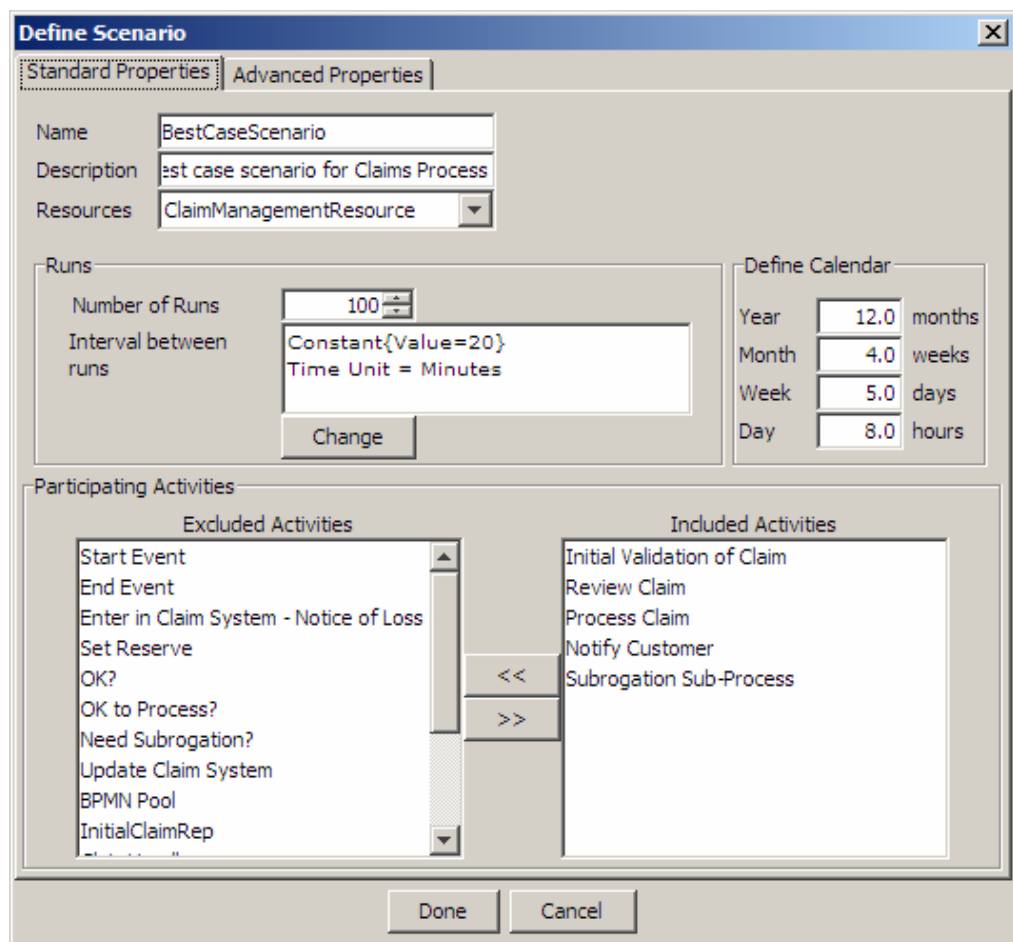 Define Scenario
Standard Properties Advanced Properties
Name BestCaseScenario
Description est case scenario for Claims Process
Resources ClaimManagementResource
Runs
Number of Runs 100
Interval between runs
Constant{Value=20}
Time Unit = Minutes
Change
Define Calendar
Year 12.0 months
Month 4.0 weeks
Week 5.0 days
Day 8.0 hours
Participating Activities
Excluded Activities
Start Event
End Event
Enter in Claim System - Notice of Loss
Set Reserve
OK?
OK to Process?
Need Subrogation?
Update Claim System
BPMN Pool
InitialClaimRep
<<
>>
Included Activities
Initial Validation of Claim
Review Claim
Process Claim
Notify Customer
Subrogation Sub-Process
Done Cancel